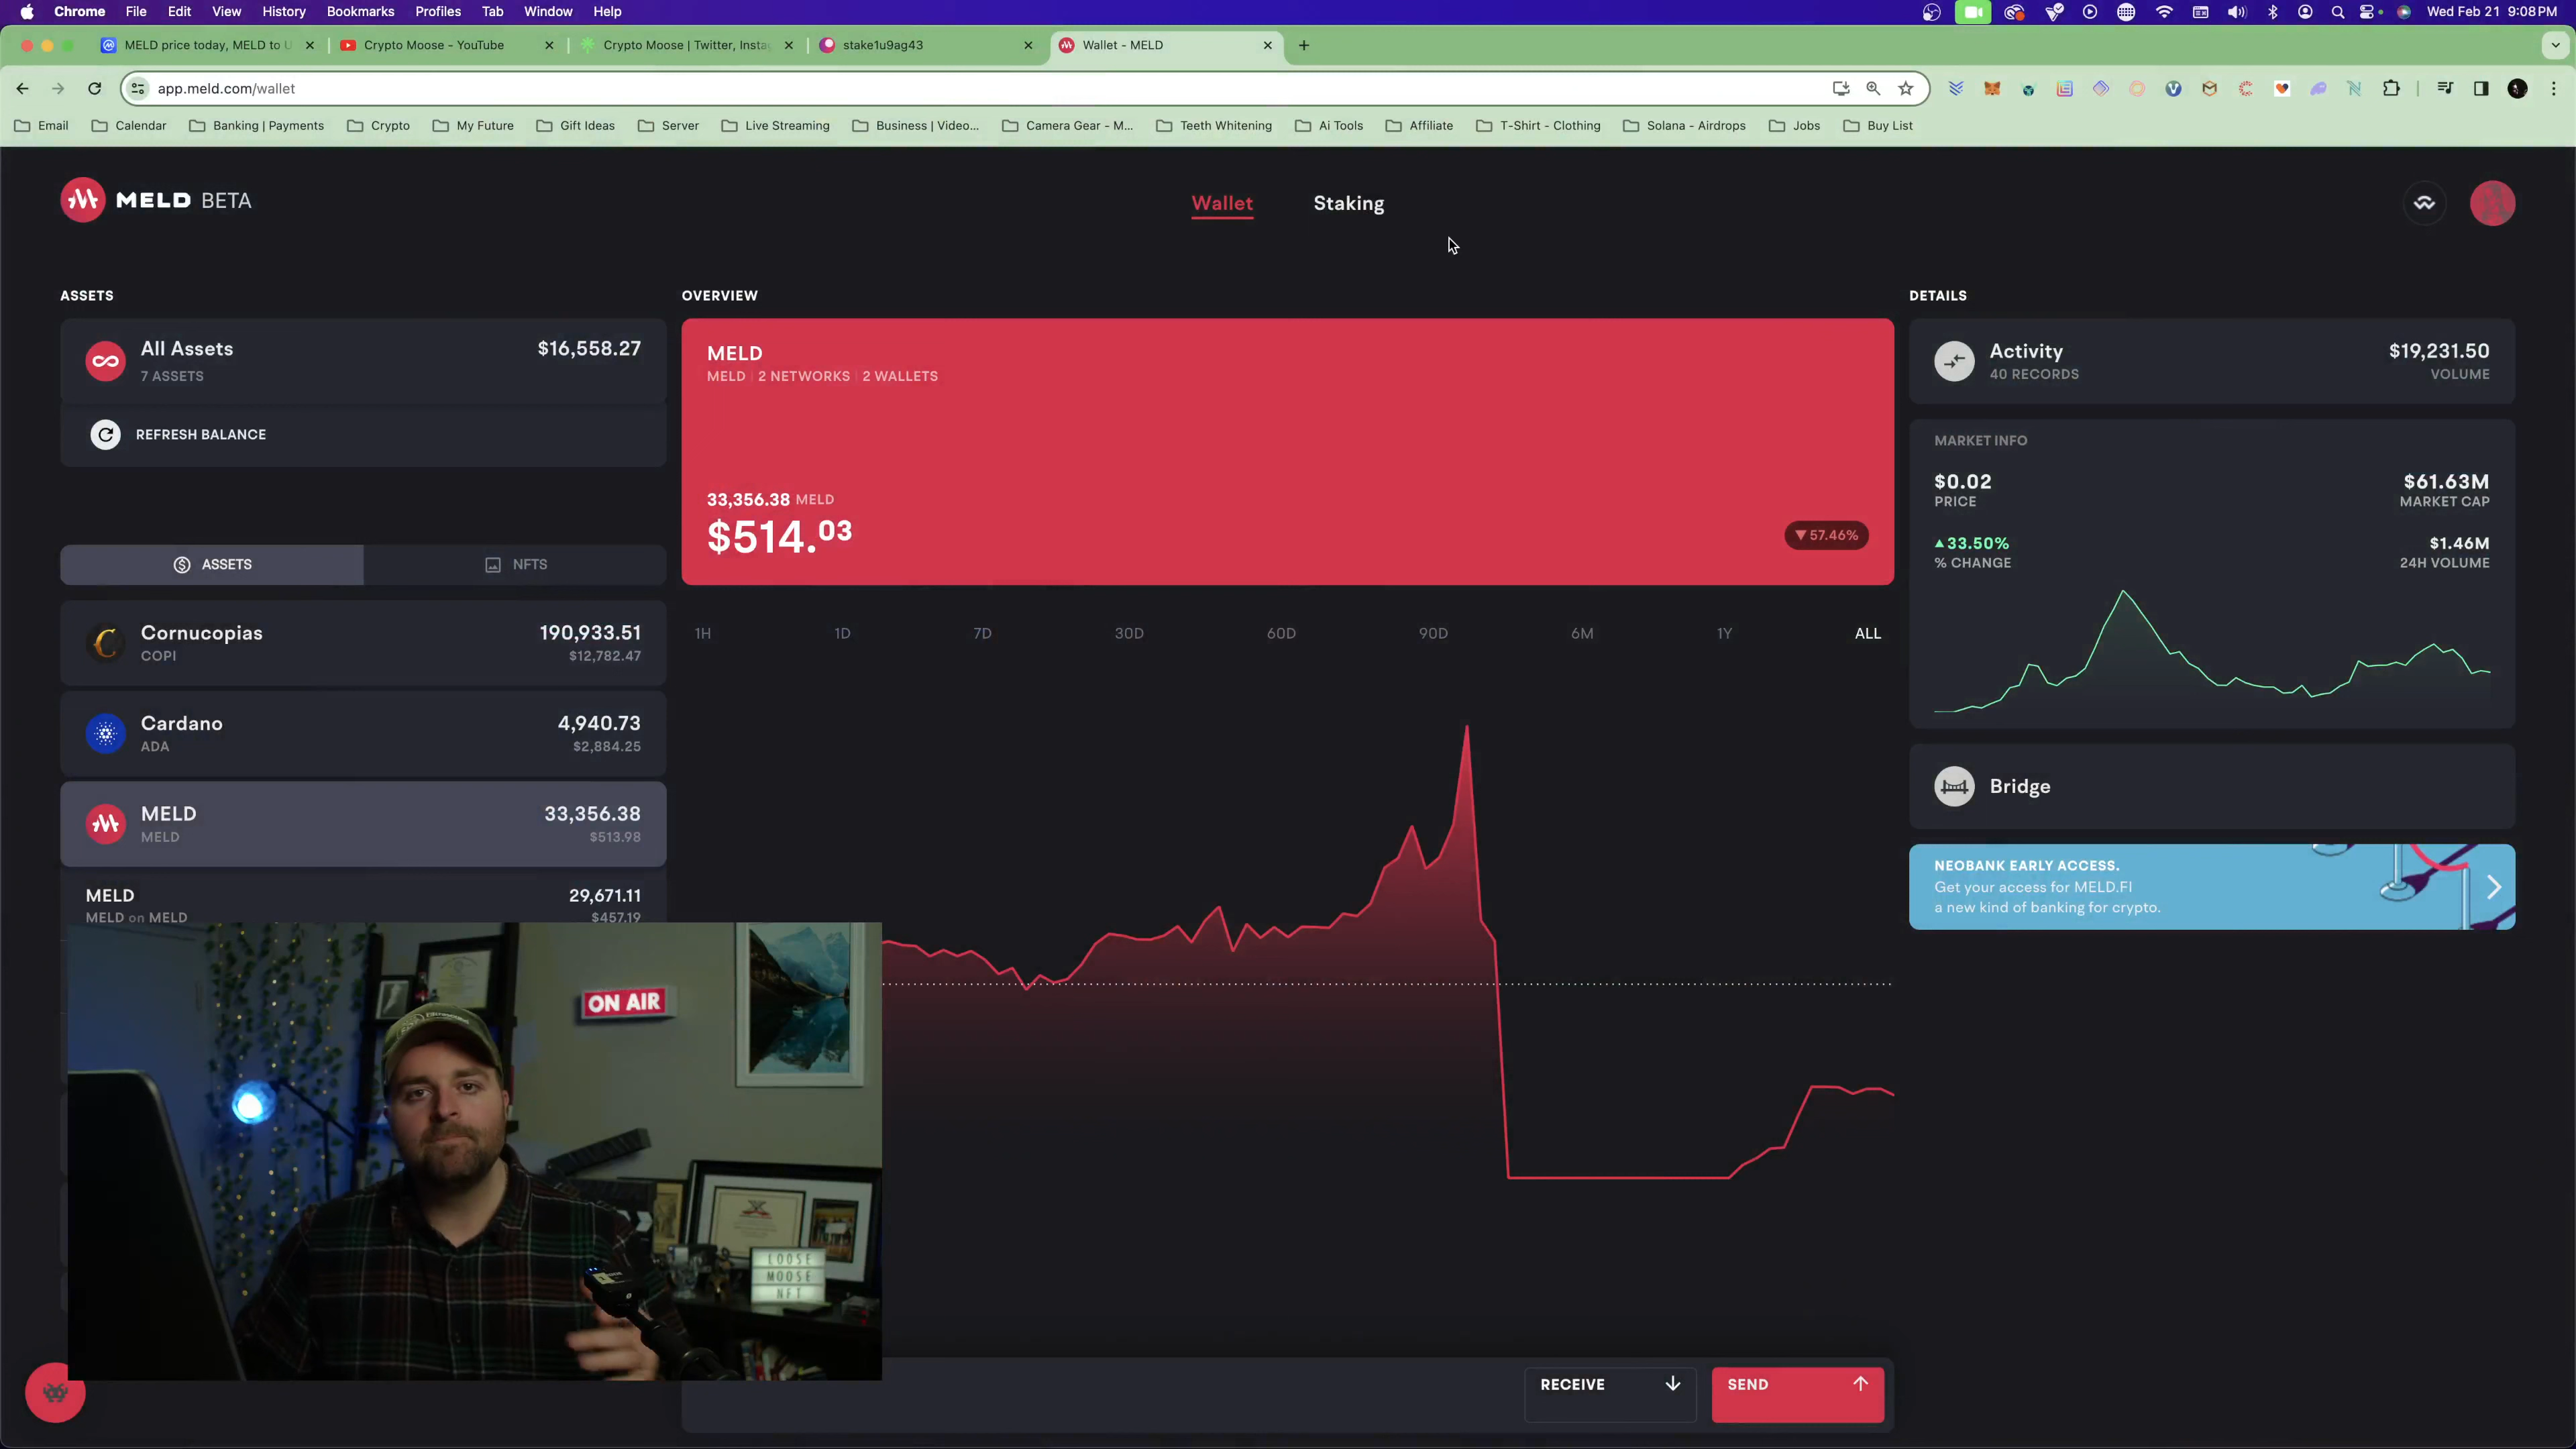 Chrome File Edit View History Bookmarks Profiles Tab Window Help Wed Feb 21 9:08 PM
MELD price today, MELD to U
Crypto Moose - YouTube
Crypto Moose | Twitter, Insta
stake1u9ag43
Wallet - MELD
app.meld.com/wallet
Email Calendar Banking | Payments Crypto My Future Gift Ideas Server Live Streaming Business | Video... Camera Gear - M... Teeth Whitening Ai Tools Affiliate T-Shirt - Clothing Solana - Airdrops Jobs Buy List
MELD BETA
Wallet Staking
ASSETS
All Assets $16,558.27
7 ASSETS
REFRESH BALANCE
ASSETS NFTS
Cornucopias 190,933.51
COPI $12,782.47
Cardano 4,940.73
ADA $2,884.25
MELD 33,356.38
MELD $513.98
MELD 29,671.11
MELD on MELD $457.19
OVERVIEW
MELD
MELD 2 NETWORKS 2 WALLETS
33,356.38 MELD
$514.03
▼57.46%
1H 1D 7D 30D 60D 90D 6M 1Y ALL
RECEIVE
SEND
DETAILS
Activity $19,231.50
40 RECORDS VOLUME
MARKET INFO
$0.02 $61.63M
PRICE MARKET CAP
▲33.50% $1.46M
% CHANGE 24H VOLUME
Bridge
NEOBANK EARLY ACCESS.
Get your access for MELD.FI
a new kind of banking for crypto.
ON AIR
LOOSE
MOOSE
NFT